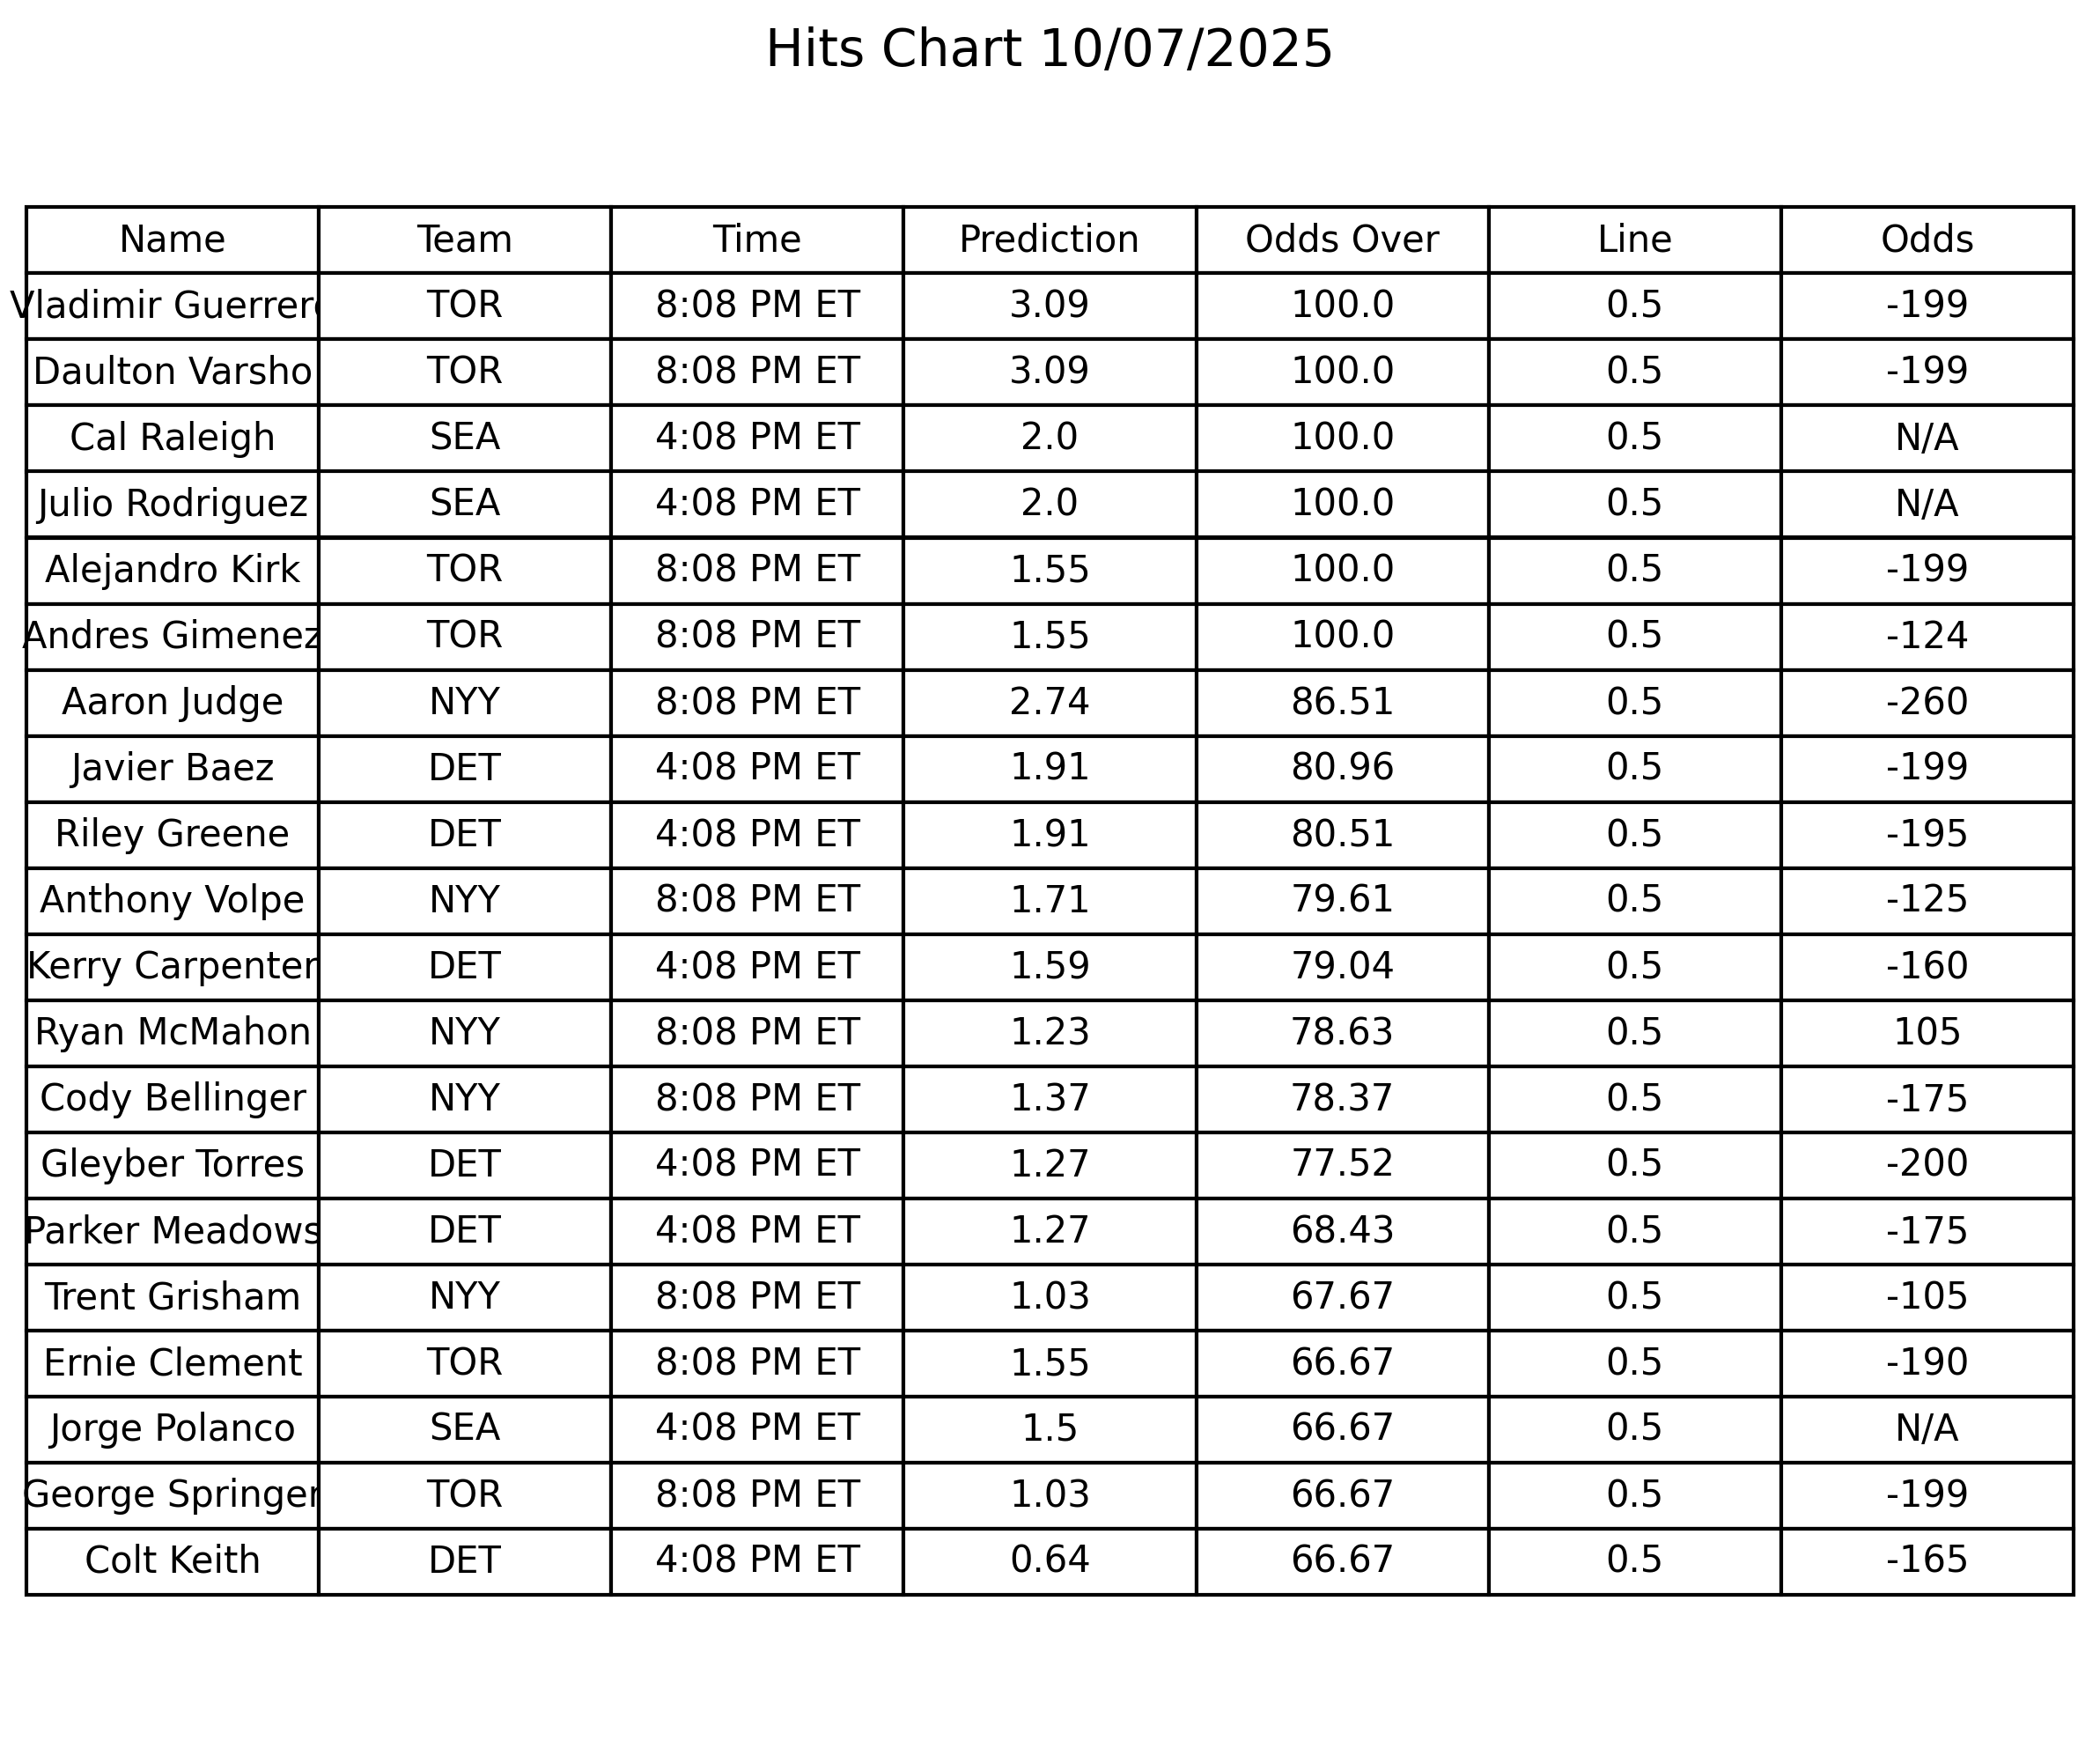 Hits Chart 10/07/2025
Name Team Time Prediction Odds Over Line Odds
Vladimir Guerrero TOR 8:08 PM ET 3.09 100.0 0.5 -199
Daulton Varsho TOR 8:08 PM ET 3.09 100.0 0.5 -199
Cal Raleigh SEA 4:08 PM ET 2.0 100.0 0.5 N/A
Julio Rodriguez SEA 4:08 PM ET 2.0 100.0 0.5 N/A
Alejandro Kirk TOR 8:08 PM ET 1.55 100.0 0.5 -199
Andres Gimenez TOR 8:08 PM ET 1.55 100.0 0.5 -124
Aaron Judge NYY 8:08 PM ET 2.74 86.51 0.5 -260
Javier Baez DET 4:08 PM ET 1.91 80.96 0.5 -199
Riley Greene DET 4:08 PM ET 1.91 80.51 0.5 -195
Anthony Volpe NYY 8:08 PM ET 1.71 79.61 0.5 -125
Kerry Carpenter DET 4:08 PM ET 1.59 79.04 0.5 -160
Ryan McMahon NYY 8:08 PM ET 1.23 78.63 0.5 105
Cody Bellinger NYY 8:08 PM ET 1.37 78.37 0.5 -175
Gleyber Torres DET 4:08 PM ET 1.27 77.52 0.5 -200
Parker Meadows DET 4:08 PM ET 1.27 68.43 0.5 -175
Trent Grisham NYY 8:08 PM ET 1.03 67.67 0.5 -105
Ernie Clement TOR 8:08 PM ET 1.55 66.67 0.5 -190
Jorge Polanco SEA 4:08 PM ET 1.5 66.67 0.5 N/A
George Springer TOR 8:08 PM ET 1.03 66.67 0.5 -199
Colt Keith DET 4:08 PM ET 0.64 66.67 0.5 -165